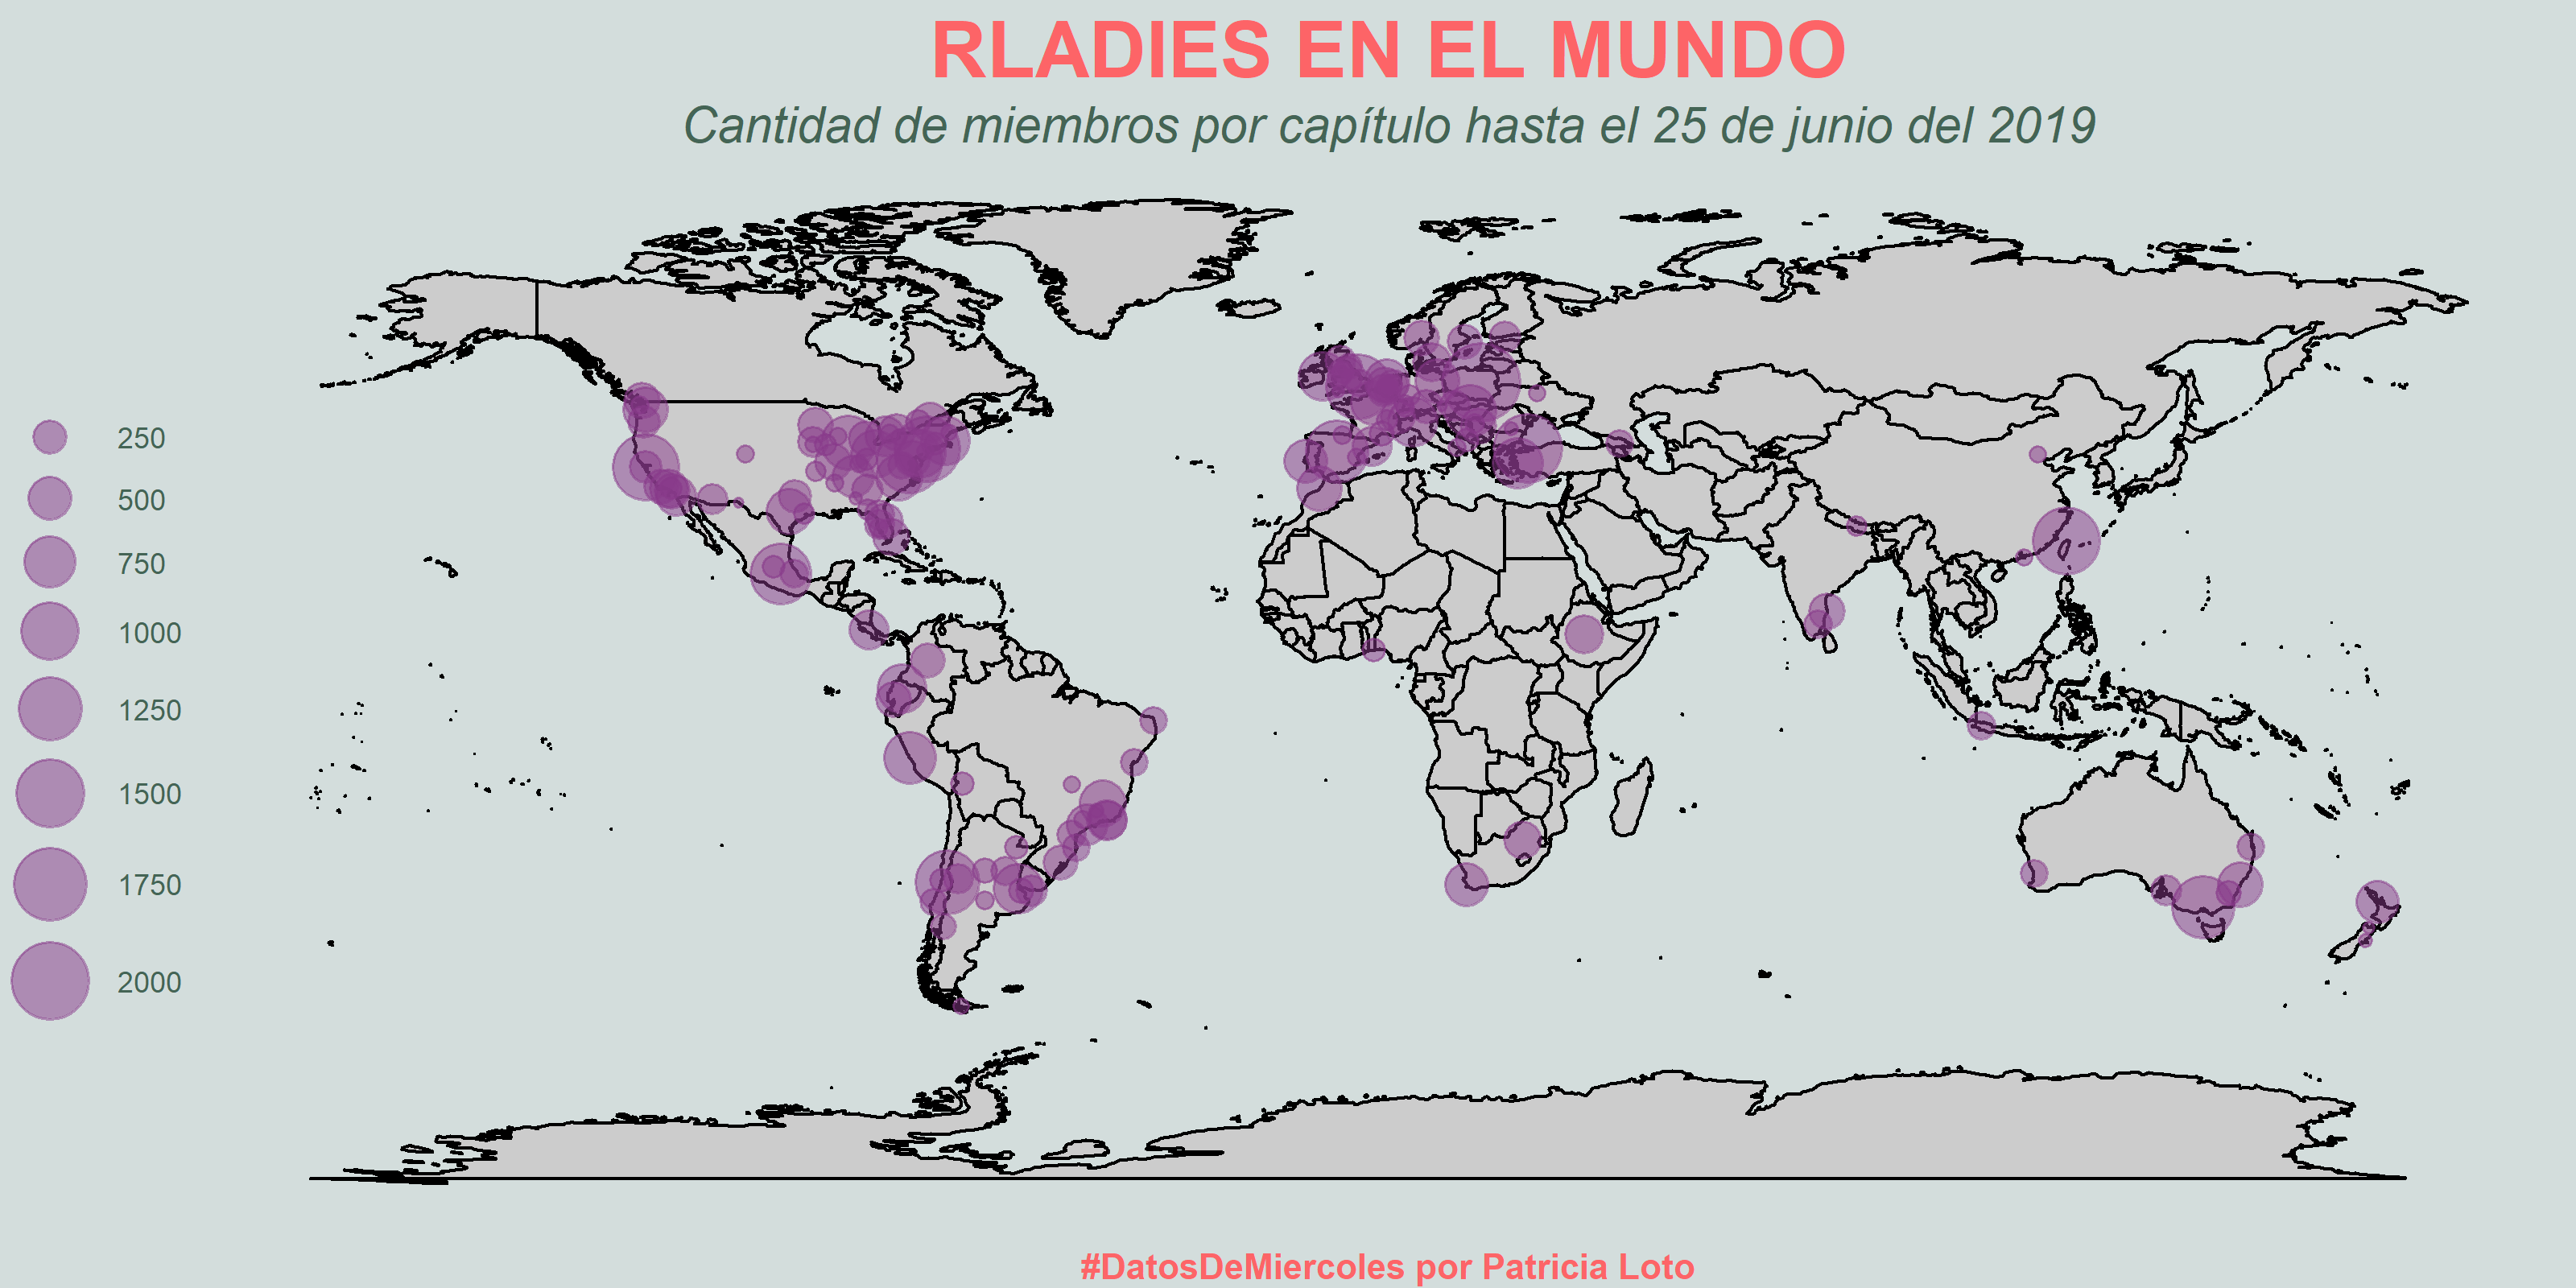 RLADIES EN EL MUNDO
Cantidad de miembros por capítulo hasta el 25 de junio del 2019
250
500
750
1000
1250
1500
1750
2000
#DatosDeMiercoles por Patricia Loto